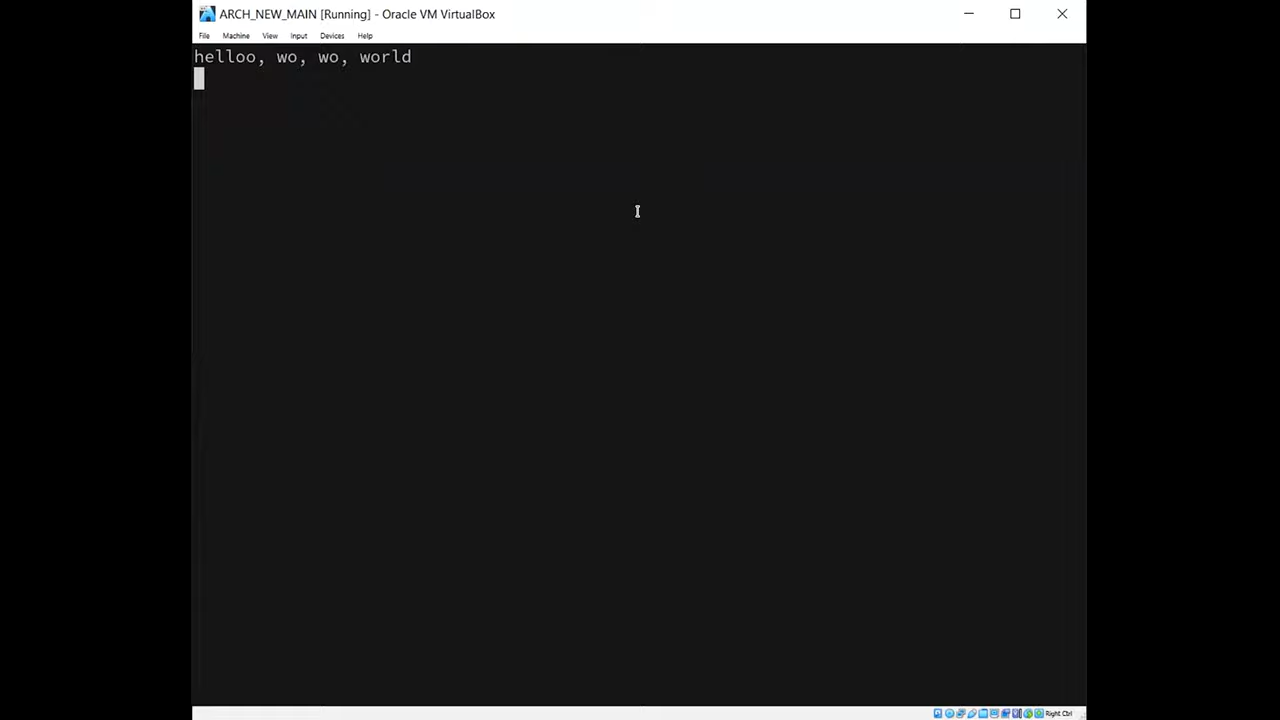 ARCH_NEW_MAIN [Running] - Oracle VM VirtualBox
File Machine View Input Devices Help
helloo, wo, wo, world
Right Ctrl